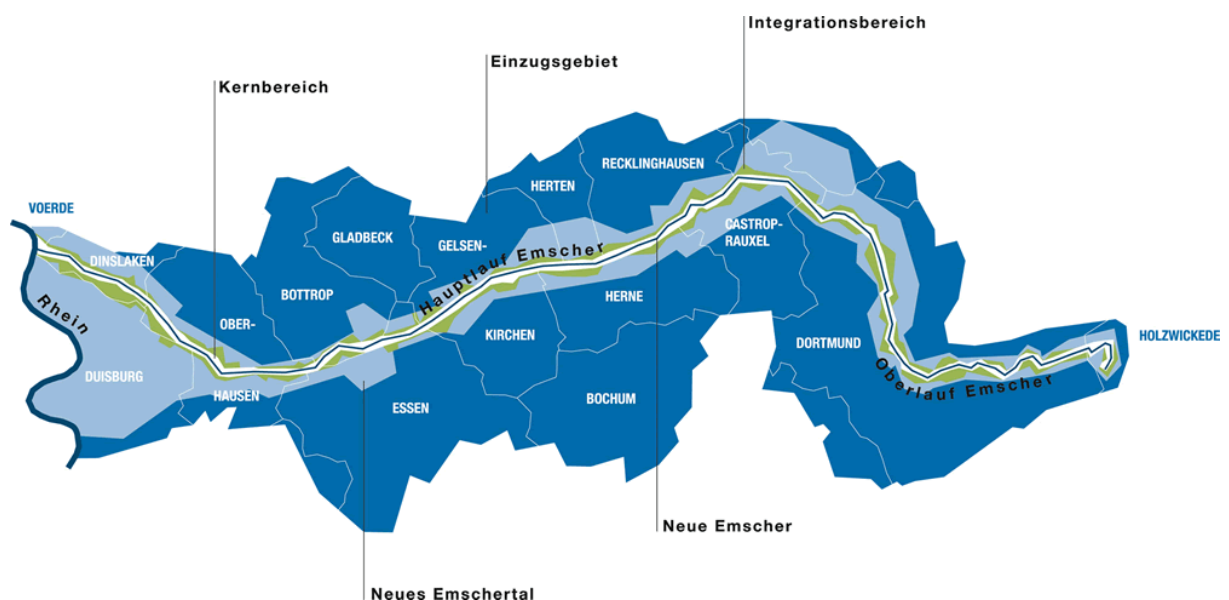 Integrationsbereich
Einzugsgebiet
Kernbereich
RECKLINGHAUSEN
HERTEN
VOERDE
GLADBECK
GELSEN-
CASTROP-
RAUXEL
DINSLAKEN
Hauptlauf Emscher
BOTTROP
HERNE
Rhein
OBER-
KIRCHEN
HOLZWICKEDE
DORTMUND
DUISBURG
Oberlauf Emscher
HAUSEN
ESSEN
BOCHUM
Neue Emscher
Neues Emschertal